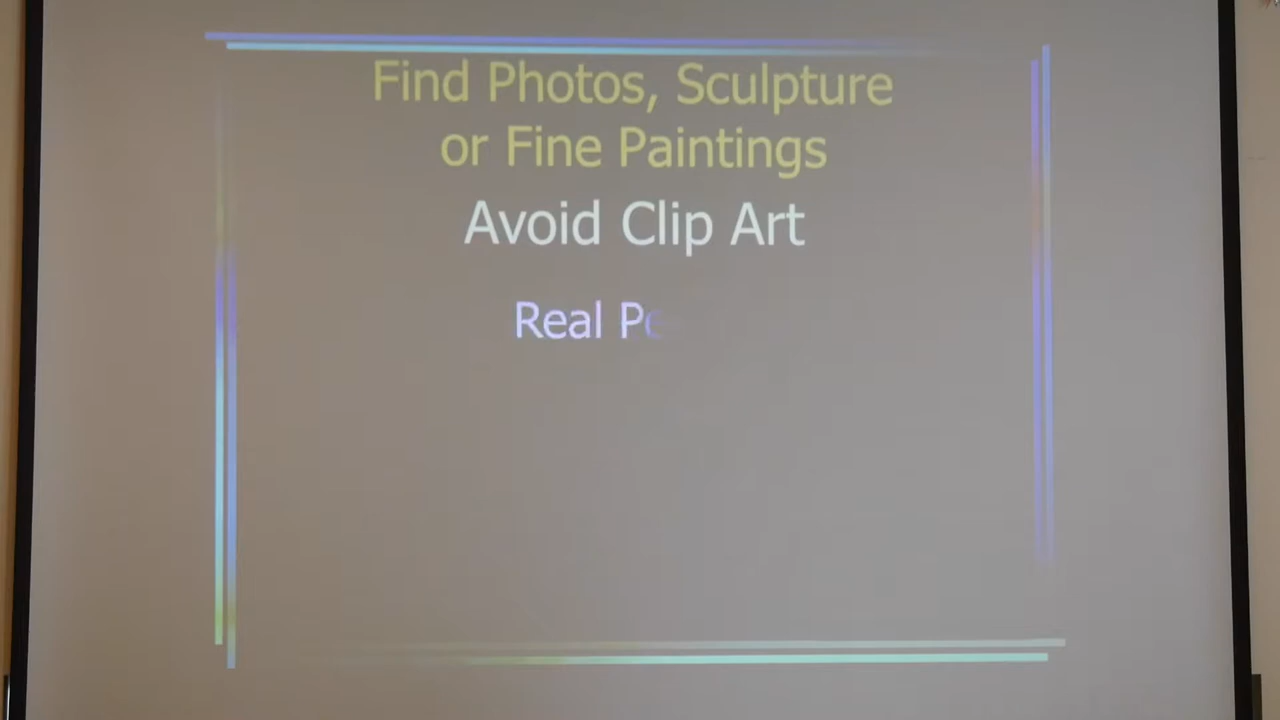 Find Photos, Sculpture
or Fine Paintings
Avoid Clip Art
Real